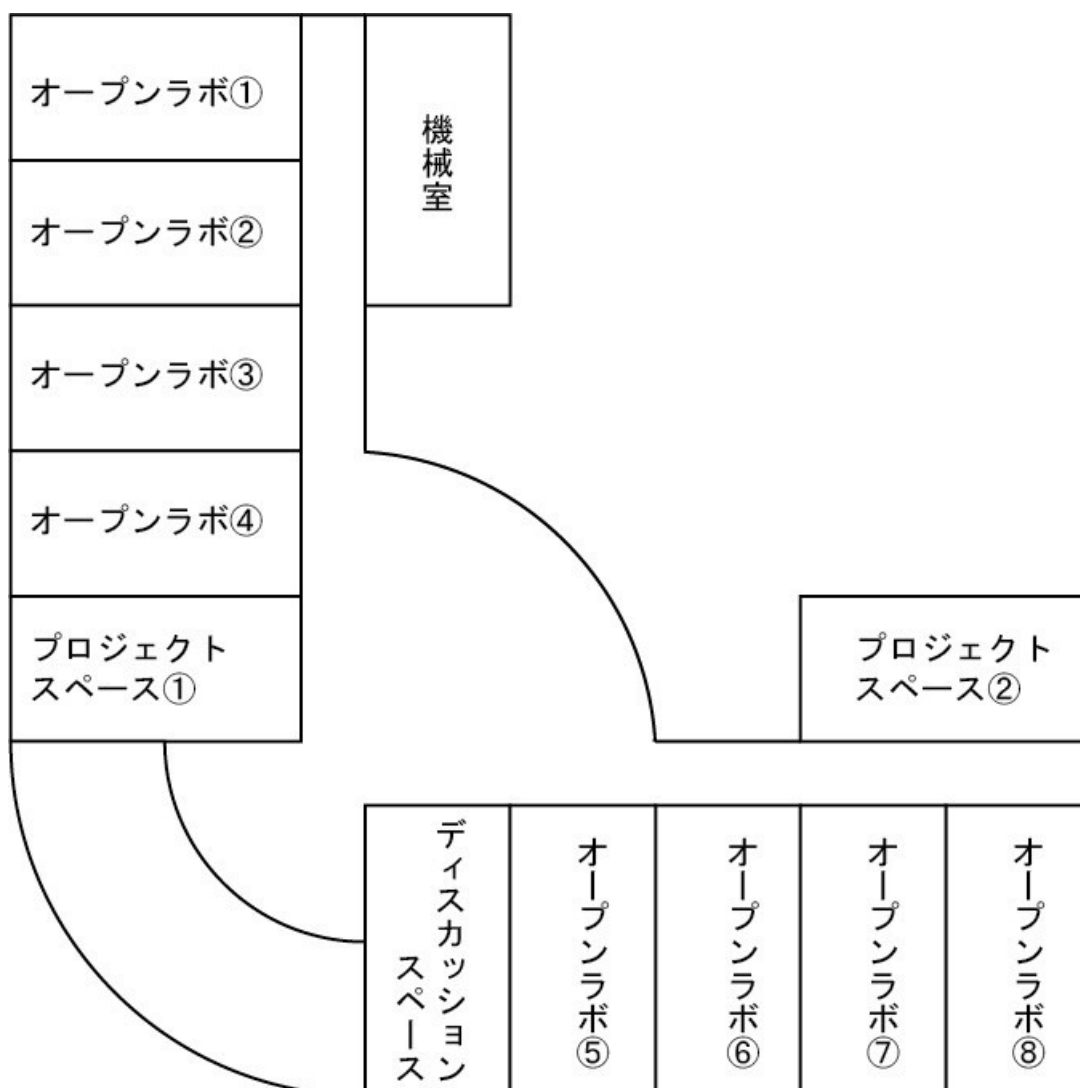 オープンラボ①
機械室
オープンラボ②
オープンラボ③
オープンラボ④
プロジェクト
スペース①
プロジェクト
スペース②
ディスカッション
スペース
オープンラボ⑤
オープンラボ⑥
オープンラボ⑦
オープンラボ⑧